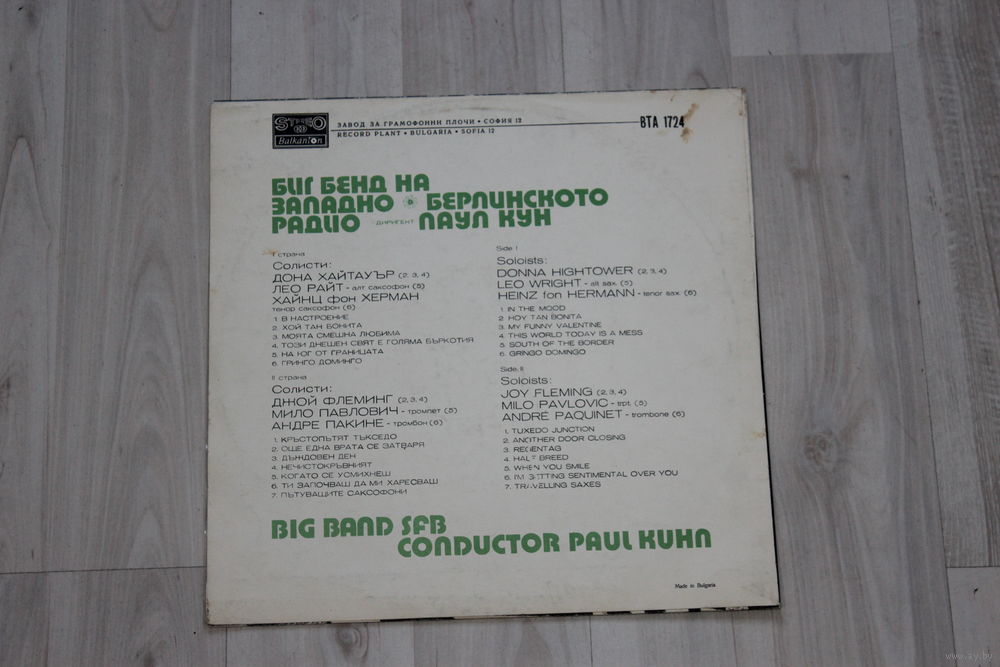 STEREO
Balkanton
ЗАВОД ЗА ГРАМОФОННИ ПЛОЧИ • СОФИЯ 12
RECORD PLANT • BULGARIA • SOFIA 12
ВТА 1724
БИГ БЕНД НА
ЗАПАДНО БЕРЛИНСКОТО
РАДИО ДИРИГЕНТ ПАУЛ КУН
I страна
Солисти:
ДОНА ХАЙТАУЪР (2, 3, 4)
ЛЕО РАЙТ - алт саксофон (5)
ХАЙНЦ фон ХЕРМАН
тенор саксофон (6)
1. В НАСТРОЕНИЕ
2. ХОЙ ТАН БОНИТА
3. МОЯТА СМЕШНА ЛЮБИМА
4. ТОЗИ ДНЕШЕН СВЯТ Е ГОЛЯМА БЪРКОТИЯ
5. НА ЮГ ОТ ГРАНИЦАТА
6. ГРИНГО ДОМИНГО
Side I
Soloists:
DONNA HIGHTOWER (2, 3, 4)
LEO WRIGHT - alt sax. (5)
HEINZ fon HERMANN - tenor sax. (6)
1. IN THE MOOD
2. HOY TAN BONITA
3. MY FUNNY VALENTINE
4. THIS WORLD TODAY IS A MESS
5. SOUTH OF THE BORDER
6. GRINGO DOMINGO
II страна
Солисти:
ДЖОЙ ФЛЕМИНГ (2, 3, 4)
МИЛО ПАВЛОВИЧ - тромпет (5)
АНДРЕ ПАКИНЕ - тромбон (6)
1. КРЪСТОПЪТЯТ ТЪКСЕДО
2. ОЩЕ ЕДНА ВРАТА СЕ ЗАТВАРЯ
3. ДЪЖДОВЕН ДЕН
4. НЕЧИСТОКРЪВНИЯТ
5. КОГАТО СЕ УСМИХНЕШ
6. ТИ ЗАПОЧВАШ ДА МИ ХАРЕСВАШ
7. ПЪТУВАЩИТЕ САКСОФОНИ
Side II
Soloists:
JOY FLEMING (2, 3, 4)
MILO PAVLOVIC - trpt. (5)
ANDRE PAQUINET - trombone (6)
1. TUXEDO JUNCTION
2. ANOTHER DOOR CLOSING
3. REGENTAG
4. HALF BREED
5. WHEN YOU SMILE
6. I'M GETTING SENTIMENTAL OVER YOU
7. TRAVELLING SAXES
BIG BAND SFB
CONDUCTOR PAUL KUHN
Made in Bulgaria
www.ay.by